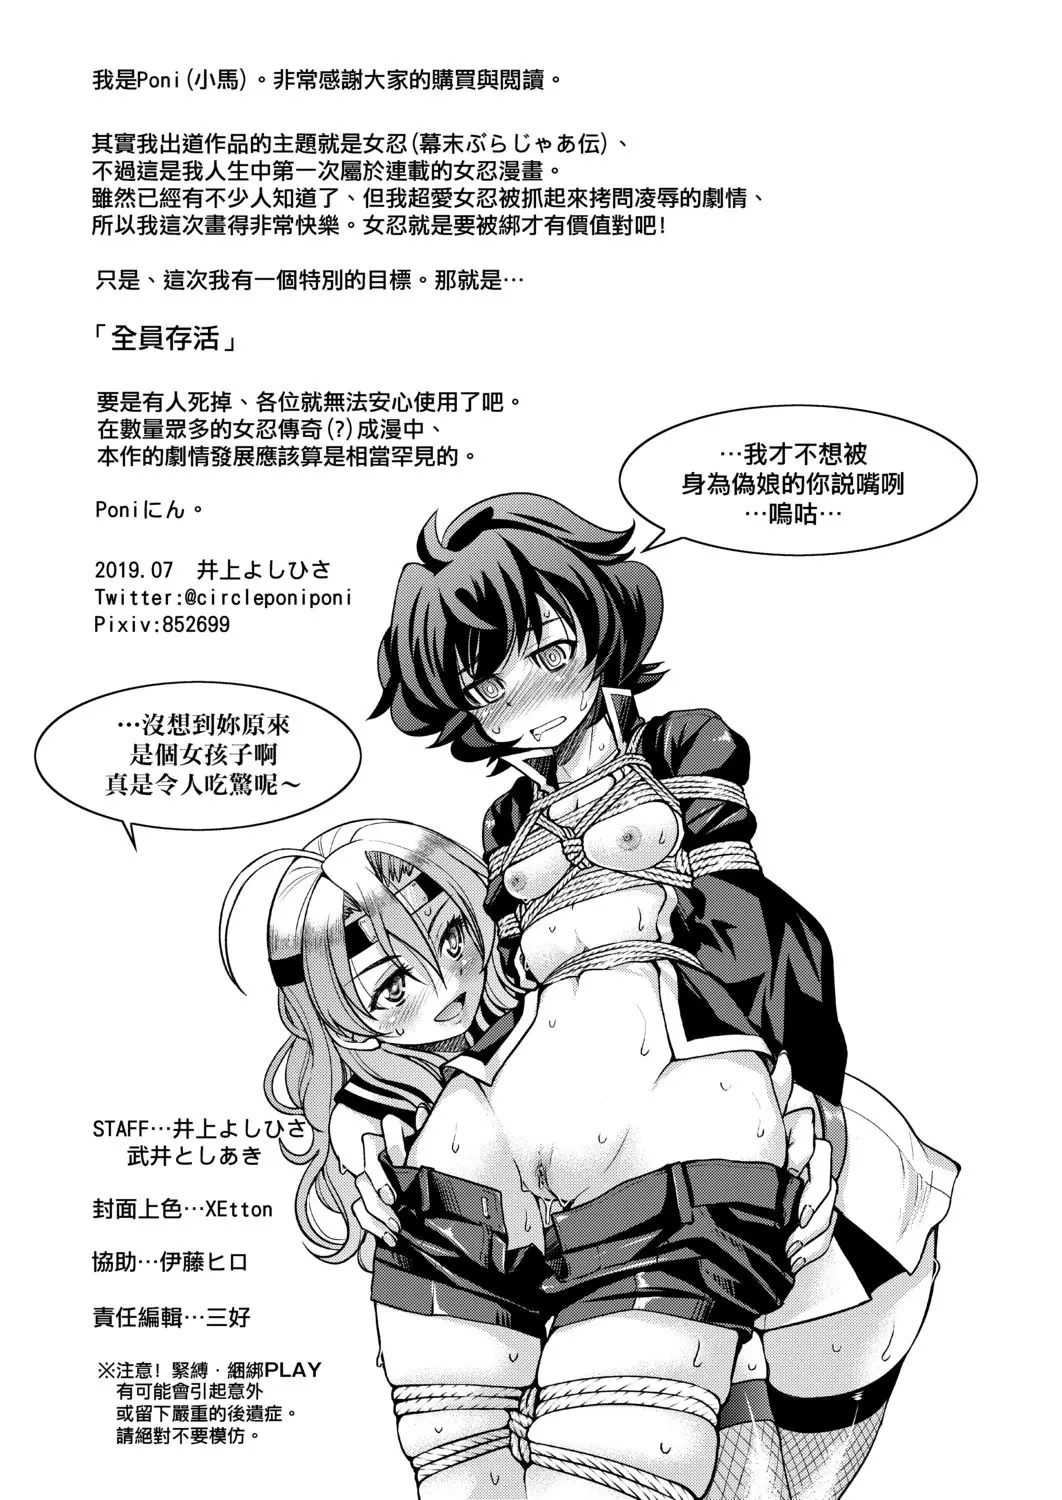 我是Poni(小馬)。非常感謝大家的購買與閱讀。
其實我出道作品的主題就是女忍(幕末ぶらじゃあ伝)、
不過這是我人生中第一次屬於連載的女忍漫畫。
雖然已經有不少人知道了、但我超愛女忍被抓起來拷問凌辱的劇情、
所以我這次畫得非常快樂。女忍就是要被綁才有價值對吧!
只是、這次我有一個特別的目標。那就是…
「全員存活」
要是有人死掉、各位就無法安心使用了吧。
在數量眾多的女忍傳奇(?)成漫中、
本作的劇情發展應該算是相當罕見的。
Poniにん。
2019.07 井上よしひさ
Twitter:@circleponiponi
Pixiv:852699
…我才不想被
身為偽娘的你說嘴咧
…嗚咕…
…沒想到妳原來
是個女孩子啊
真是令人吃驚呢～
STAFF…井上よしひさ
武井としあき
封面上色…XEtton
協助…伊藤ヒロ
責任編輯…三好
※注意! 緊縛·綑綁PLAY
有可能會引起意外
或留下嚴重的後遺症。
請絕對不要模仿。